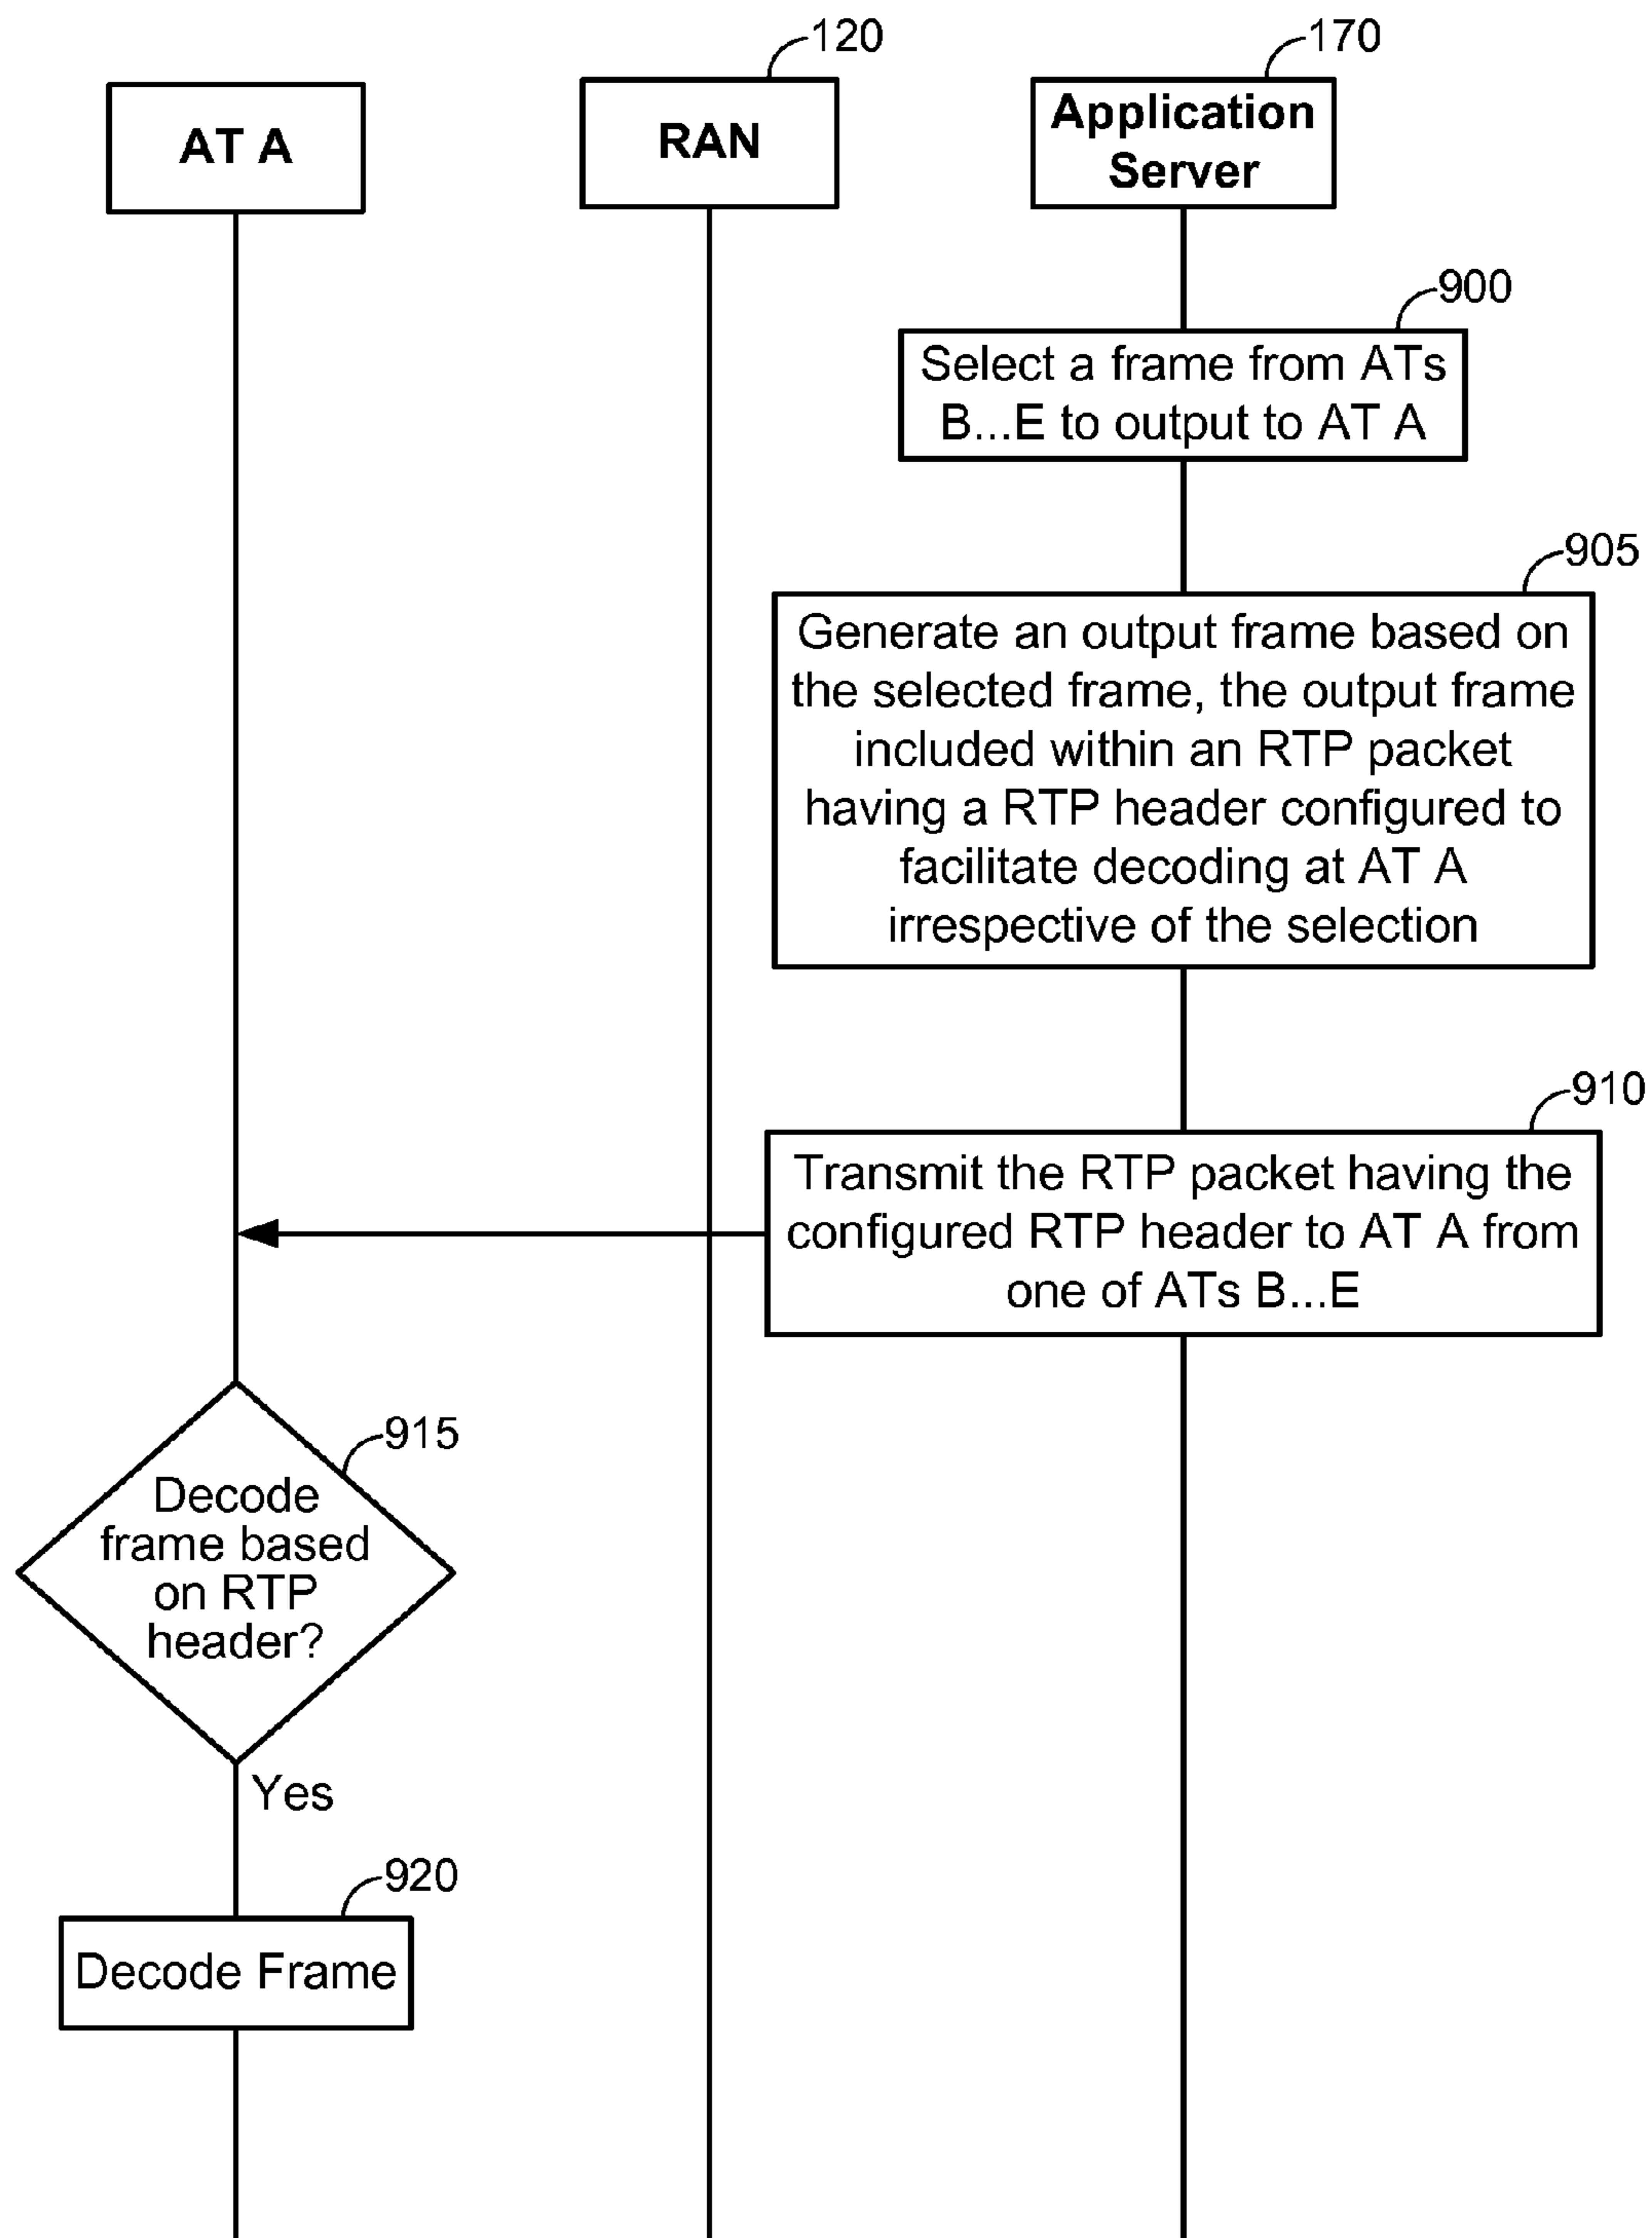 120
170
AT A
RAN
Application
Server
900
Select a frame from ATs
B...E to output to AT A
905
Generate an output frame based on
the selected frame, the output frame
included within an RTP packet
having a RTP header configured to
facilitate decoding at AT A
irrespective of the selection
910
Transmit the RTP packet having the
configured RTP header to AT A from
one of ATs B...E
915
Decode
frame based
on RTP
header?
Yes
920
Decode Frame